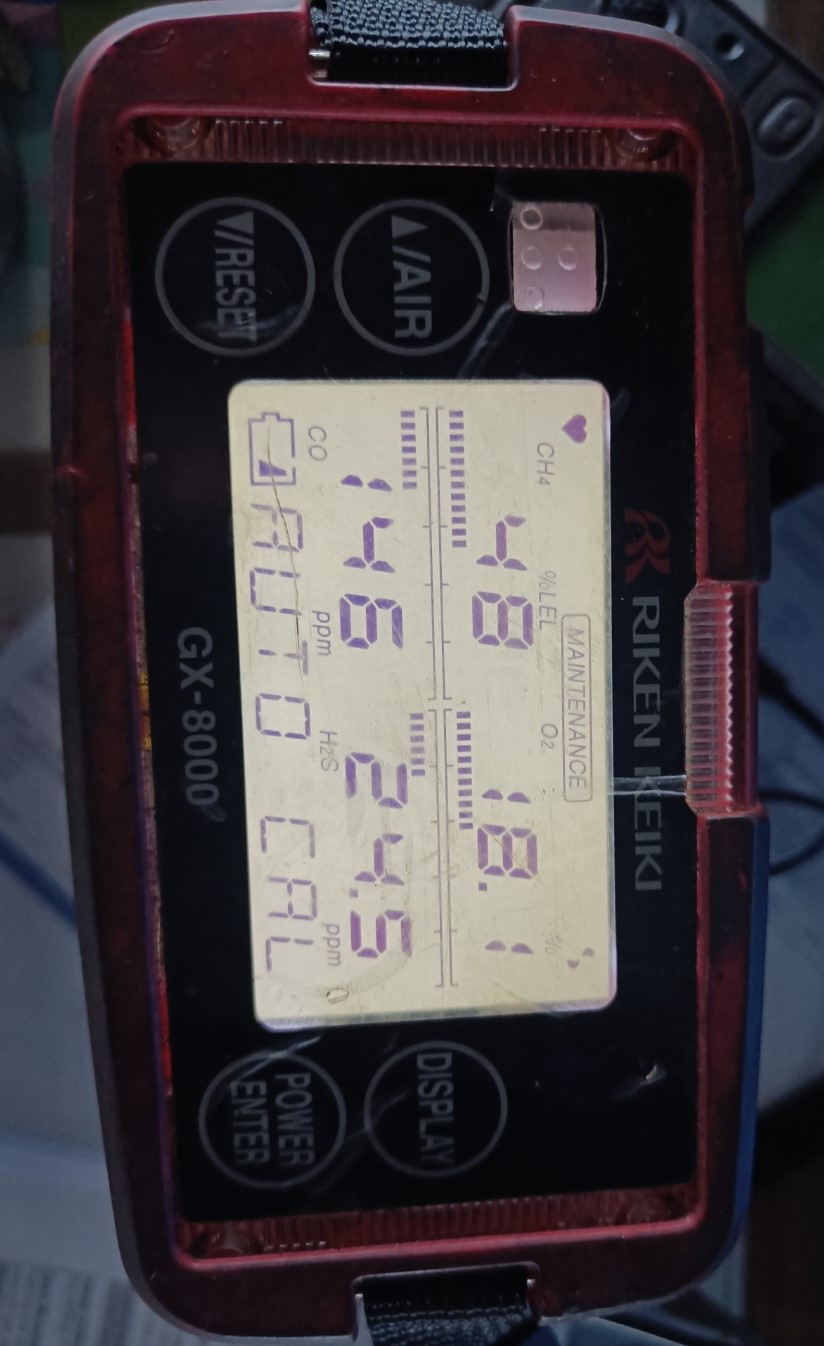 RIKEN KEIKI
MAINTENANCE
CH4 %LEL O2 %
48 18.1
146 24.5
CO ppm H2S ppm
AUTO CAL
GX-8000
▲/AIR
▼/RESET
DISPLAY
POWER
ENTER